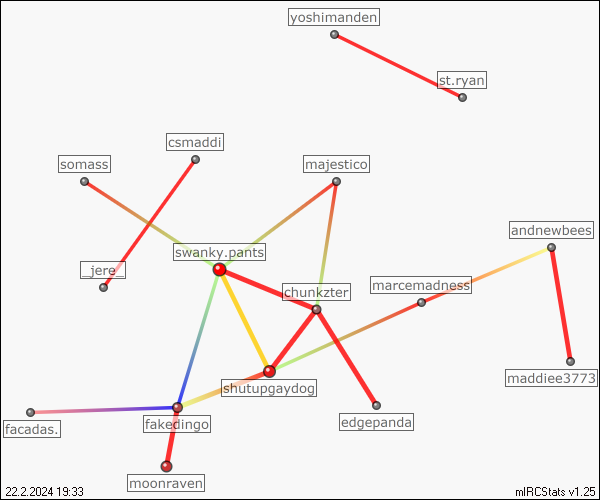 yoshimanden
st.ryan
csmaddi
somass
majestico
andnewbees
swanky.pants
_jere_
chunkzter
marcemadness
maddiee3773
shutupgaydog
facadas.
fakedingo
edgepanda
moonraven
22.2.2024 19:33
mIRCStats v1.25